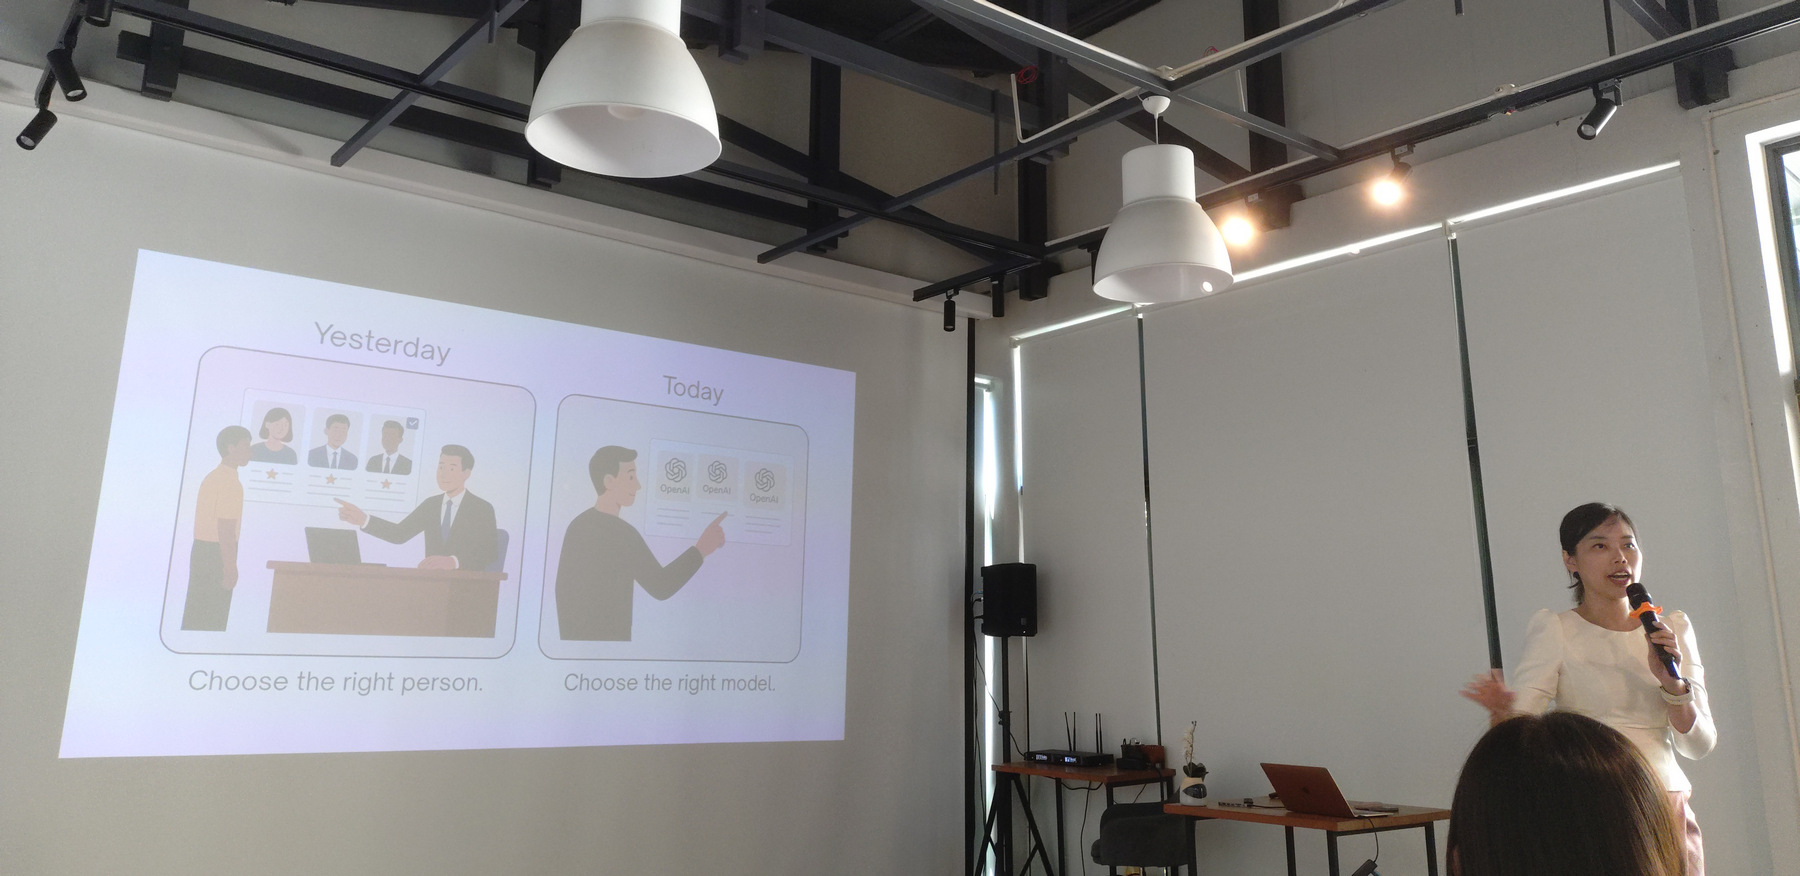 Yesterday
Choose the right person.
Today
OpenAI
OpenAI
OpenAI
Choose the right model.